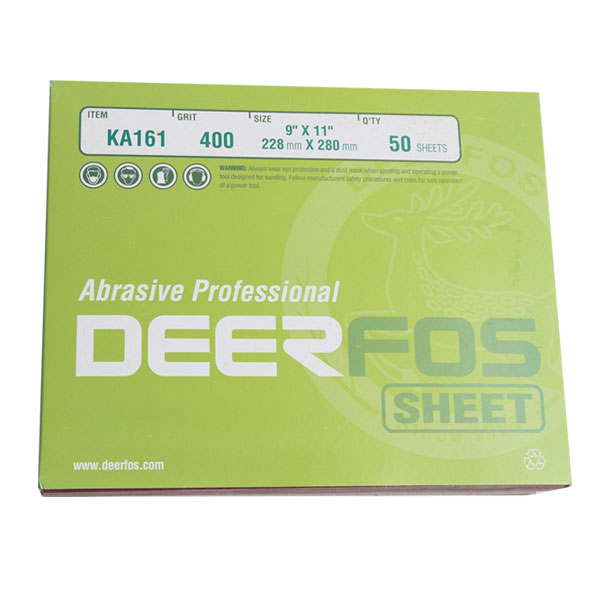 ITEM GRIT SIZE Q'TY
KA161 400 9" X 11" 50 SHEETS
228 mm X 280 mm
WARNING: Always wear eye protection and a dust mask when sanding and operating a power
tool designed for sanding. Follow manufacturers safety procedures and rules for safe operation
of a power tool.
Abrasive Professional
DEERFOS
SHEET
www.deerfos.com